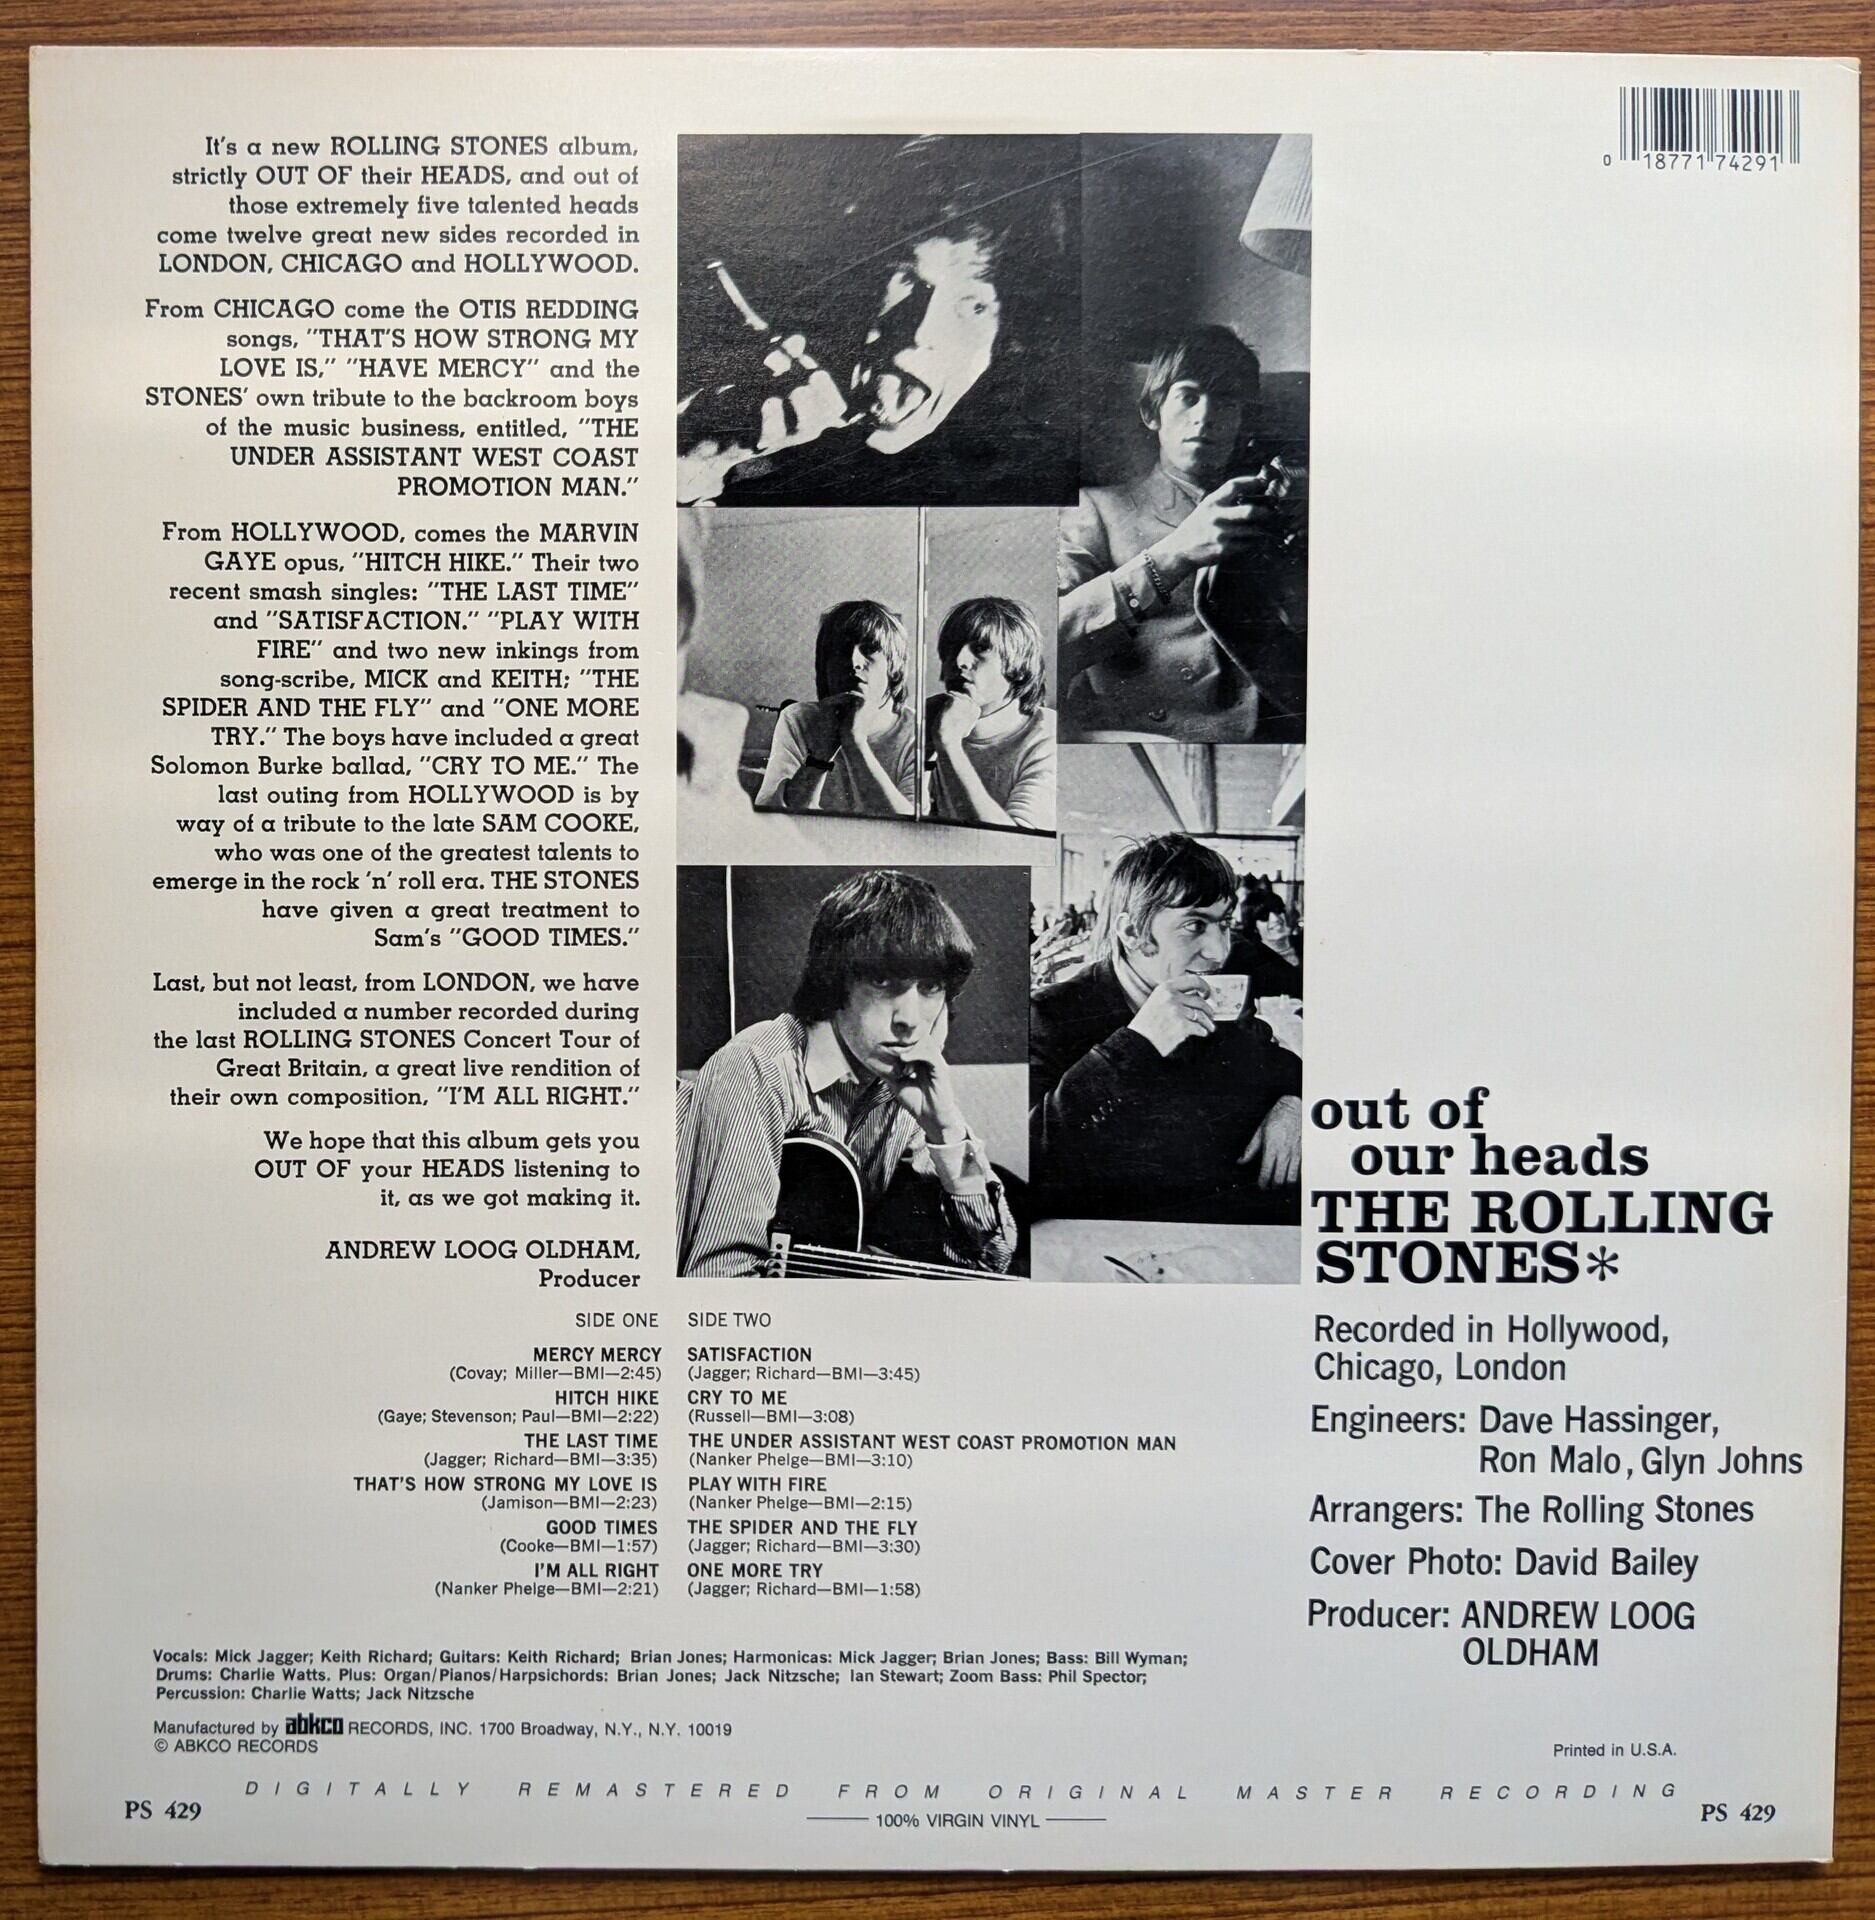 0 18771 74291
It's a new ROLLING STONES album,
strictly OUT OF their HEADS, and out of
those extremely five talented heads
come twelve great new sides recorded in
LONDON, CHICAGO and HOLLYWOOD.
From CHICAGO come the OTIS REDDING
songs, "THAT'S HOW STRONG MY
LOVE IS," "HAVE MERCY" and the
STONES' own tribute to the backroom boys
of the music business, entitled, "THE
UNDER ASSISTANT WEST COAST
PROMOTION MAN."
From HOLLYWOOD, comes the MARVIN
GAYE opus, "HITCH HIKE." Their two
recent smash singles: "THE LAST TIME"
and "SATISFACTION." "PLAY WITH
FIRE" and two new inkings from
song-scribe, MICK and KEITH; "THE
SPIDER AND THE FLY" and "ONE MORE
TRY." The boys have included a great
Solomon Burke ballad, "CRY TO ME." The
last outing from HOLLYWOOD is by
way of a tribute to the late SAM COOKE,
who was one of the greatest talents to
emerge in the rock 'n' roll era. THE STONES
have given a great treatment to
Sam's "GOOD TIMES."
Last, but not least, from LONDON, we have
included a number recorded during
the last ROLLING STONES Concert Tour of
Great Britain, a great live rendition of
their own composition, "I'M ALL RIGHT."
We hope that this album gets you
OUT OF your HEADS listening to
it, as we got making it.
ANDREW LOOG OLDHAM,
Producer
SIDE ONE
MERCY MERCY
(Covay; Miller—BMI—2:45)
HITCH HIKE
(Gaye; Stevenson; Paul—BMI—2:22)
THE LAST TIME
(Jagger; Richard—BMI—3:35)
THAT'S HOW STRONG MY LOVE IS
(Jamison—BMI—2:23)
GOOD TIMES
(Cooke—BMI—1:57)
I'M ALL RIGHT
(Nanker Phelge—BMI—2:21)
SIDE TWO
SATISFACTION
(Jagger; Richard—BMI—3:45)
CRY TO ME
(Russell—BMI—3:08)
THE UNDER ASSISTANT WEST COAST PROMOTION MAN
(Nanker Phelge—BMI—3:10)
PLAY WITH FIRE
(Nanker Phelge—BMI—2:15)
THE SPIDER AND THE FLY
(Jagger; Richard—BMI—3:30)
ONE MORE TRY
(Jagger; Richard—BMI—1:58)
out of
our heads
THE ROLLING
STONES*
Recorded in Hollywood,
Chicago, London
Engineers: Dave Hassinger,
Ron Malo, Glyn Johns
Arrangers: The Rolling Stones
Cover Photo: David Bailey
Producer: ANDREW LOOG
OLDHAM
Vocals: Mick Jagger; Keith Richard; Guitars: Keith Richard; Brian Jones; Harmonicas: Mick Jagger; Brian Jones; Bass: Bill Wyman;
Drums: Charlie Watts. Plus: Organ/Pianos/Harpsichords: Brian Jones; Jack Nitzsche; Ian Stewart; Zoom Bass: Phil Spector;
Percussion: Charlie Watts; Jack Nitzsche
Manufactured by abkco RECORDS, INC. 1700 Broadway, N.Y., N.Y. 10019
© ABKCO RECORDS
Printed in U.S.A.
DIGITALLY REMASTERED FROM ORIGINAL MASTER RECORDING
100% VIRGIN VINYL
PS 429
PS 429